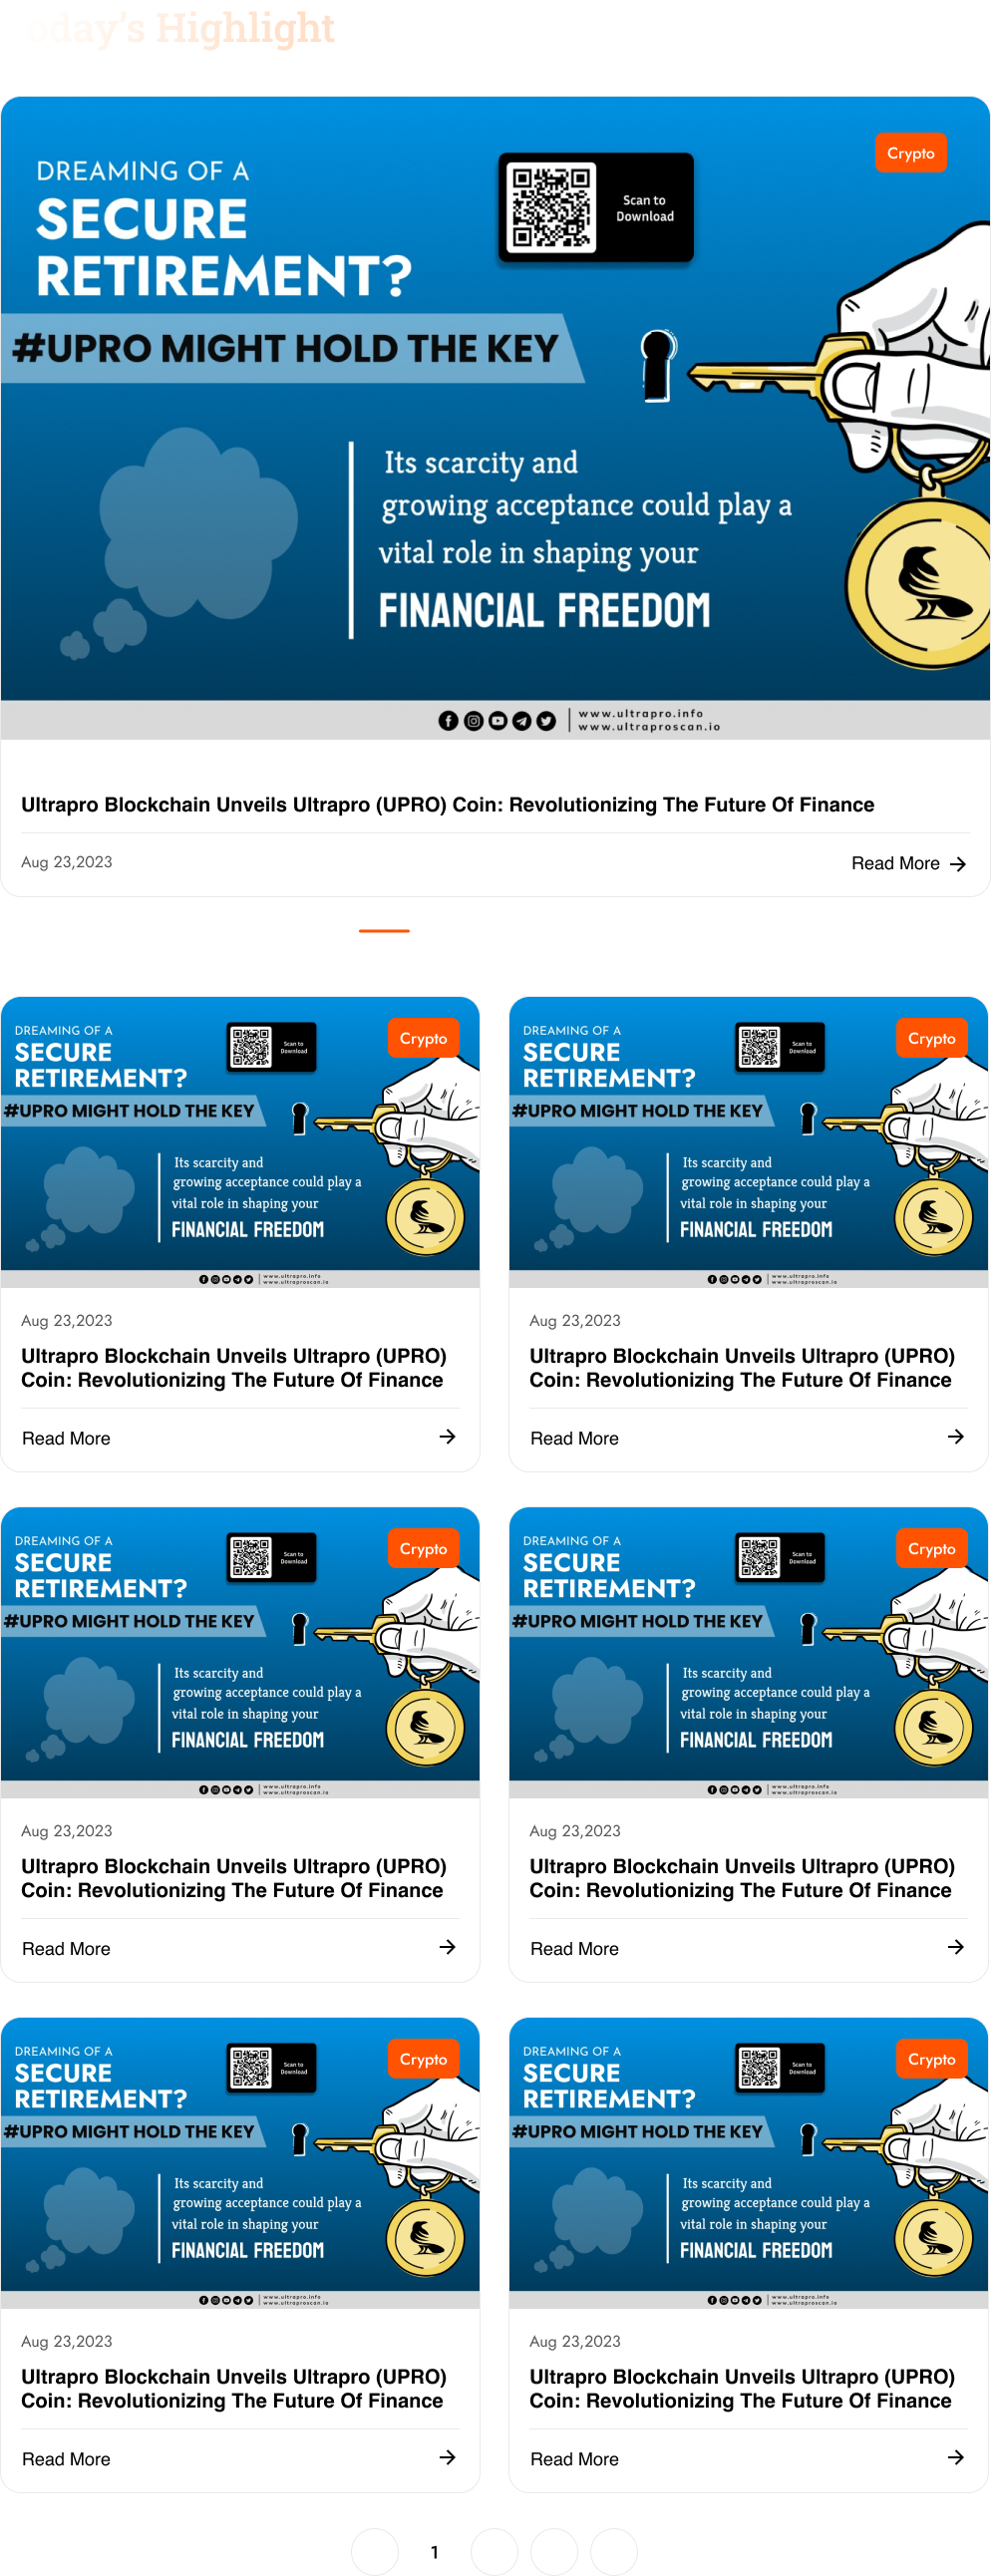 oday's Highlight
Crypto
DREAMING OF A
SECURE
RETIREMENT?
Scan to
Download
#UPRO MIGHT HOLD THE KEY
Its scarcity and
growing acceptance could play a
vital role in shaping your
FINANCIAL FREEDOM
www.ultrapro.info
www.ultraproscan.io
Ultrapro Blockchain Unveils Ultrapro (UPRO) Coin: Revolutionizing The Future Of Finance
Aug 23,2023
Read More
DREAMING OF A
SECURE
RETIREMENT?
Scan to
Download
Crypto
#UPRO MIGHT HOLD THE KEY
Its scarcity and
growing acceptance could play a
vital role in shaping your
FINANCIAL FREEDOM
www.ultrapro.info
www.ultraproscan.io
Aug 23,2023
Ultrapro Blockchain Unveils Ultrapro (UPRO)
Coin: Revolutionizing The Future Of Finance
Read More
DREAMING OF A
SECURE
RETIREMENT?
Scan to
Download
Crypto
#UPRO MIGHT HOLD THE KEY
Its scarcity and
growing acceptance could play a
vital role in shaping your
FINANCIAL FREEDOM
www.ultrapro.info
www.ultraproscan.io
Aug 23,2023
Ultrapro Blockchain Unveils Ultrapro (UPRO)
Coin: Revolutionizing The Future Of Finance
Read More
DREAMING OF A
SECURE
RETIREMENT?
Scan to
Download
Crypto
#UPRO MIGHT HOLD THE KEY
Its scarcity and
growing acceptance could play a
vital role in shaping your
FINANCIAL FREEDOM
www.ultrapro.info
www.ultraproscan.io
Aug 23,2023
Ultrapro Blockchain Unveils Ultrapro (UPRO)
Coin: Revolutionizing The Future Of Finance
Read More
DREAMING OF A
SECURE
RETIREMENT?
Scan to
Download
Crypto
#UPRO MIGHT HOLD THE KEY
Its scarcity and
growing acceptance could play a
vital role in shaping your
FINANCIAL FREEDOM
www.ultrapro.info
www.ultraproscan.io
Aug 23,2023
Ultrapro Blockchain Unveils Ultrapro (UPRO)
Coin: Revolutionizing The Future Of Finance
Read More
DREAMING OF A
SECURE
RETIREMENT?
Scan to
Download
Crypto
#UPRO MIGHT HOLD THE KEY
Its scarcity and
growing acceptance could play a
vital role in shaping your
FINANCIAL FREEDOM
www.ultrapro.info
www.ultraproscan.io
Aug 23,2023
Ultrapro Blockchain Unveils Ultrapro (UPRO)
Coin: Revolutionizing The Future Of Finance
Read More
DREAMING OF A
SECURE
RETIREMENT?
Scan to
Download
Crypto
#UPRO MIGHT HOLD THE KEY
Its scarcity and
growing acceptance could play a
vital role in shaping your
FINANCIAL FREEDOM
www.ultrapro.info
www.ultraproscan.io
Aug 23,2023
Ultrapro Blockchain Unveils Ultrapro (UPRO)
Coin: Revolutionizing The Future Of Finance
Read More
1